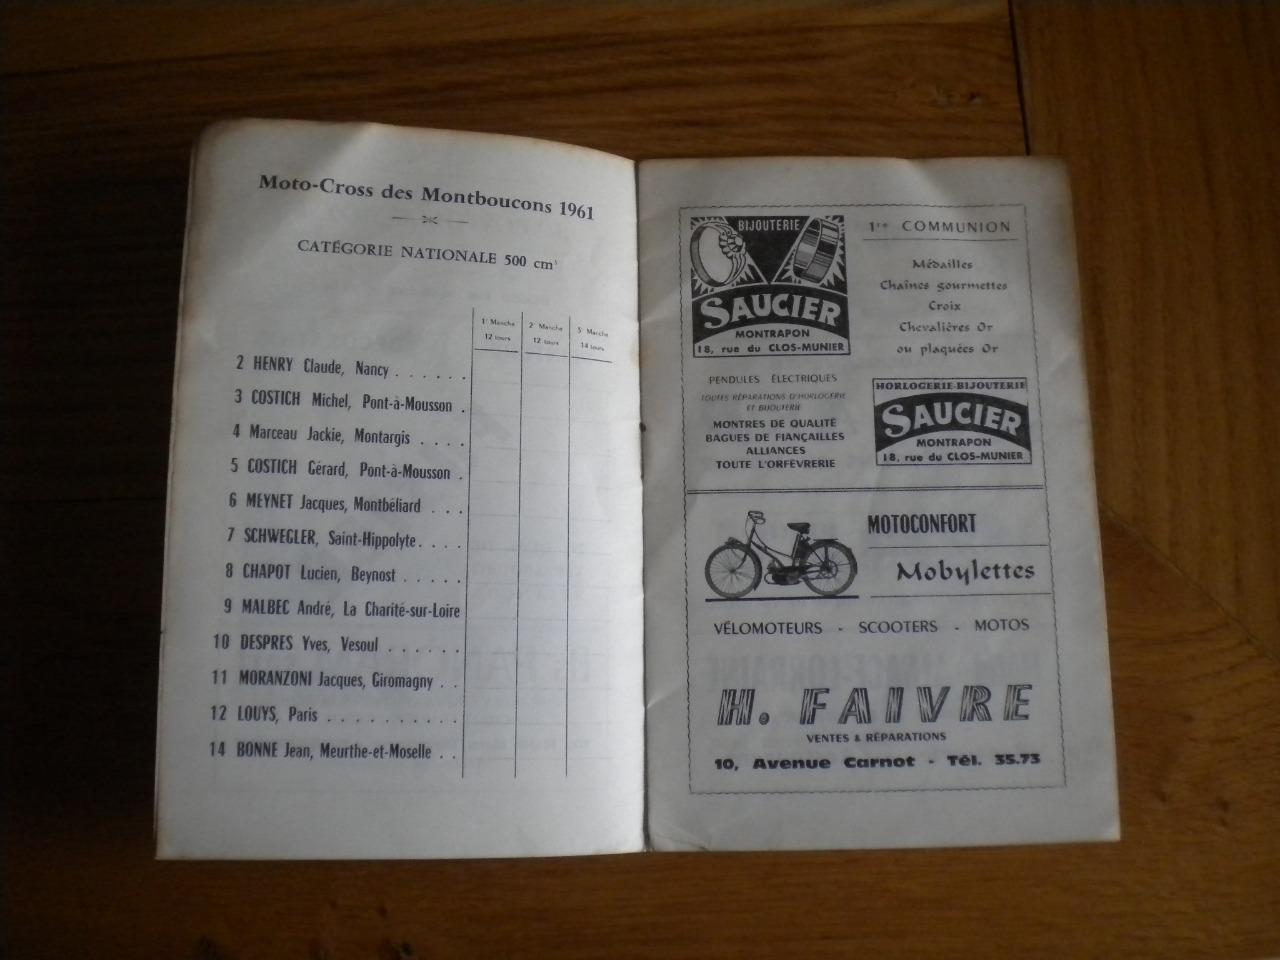 Moto-Cross des Montboucons 1961
CATÉGORIE NATIONALE 500 cm³
1e Manche
12 tours
2e Manche
12 tours
3e Manche
14 tours
2 HENRY Claude, Nancy . . . . . .
3 COSTICH Michel, Pont-à-Mousson .
4 Marceau Jackie, Montargis . . . .
5 COSTICH Gérard, Pont-à-Mousson .
6 MEYNET Jacques, Montbéliard . . .
7 SCHWEGLER, Saint-Hippolyte . . . .
8 CHAPOT Lucien, Beynost . . . . .
9 MALBEC André, La Charité-sur-Loire
10 DESPRES Yves, Vesoul . . . . . .
11 MORANZONI Jacques, Giromagny . .
12 LOUYS, Paris . . . . . . . . . .
14 BONNE Jean, Meurthe-et-Moselle . .
BIJOUTERIE
SAUCIER
MONTRAPON
18, rue du CLOS-MUNIER
1re COMMUNION
Médailles
Chaînes gourmettes
Croix
Chevalières Or
ou plaquées Or
PENDULES ÉLECTRIQUES
TOUTES RÉPARATIONS D'HORLOGERIE
ET BIJOUTERIE
MONTRES DE QUALITÉ
BAGUES DE FIANÇAILLES
ALLIANCES
TOUTE L'ORFÈVRERIE
HORLOGERIE-BIJOUTERIE
SAUCIER
MONTRAPON
18, rue du CLOS-MUNIER
MOTOCONFORT
Mobylettes
VÉLOMOTEURS - SCOOTERS - MOTOS
H. FAIVRE
VENTES & RÉPARATIONS
10, Avenue Carnot - Tél. 35.73